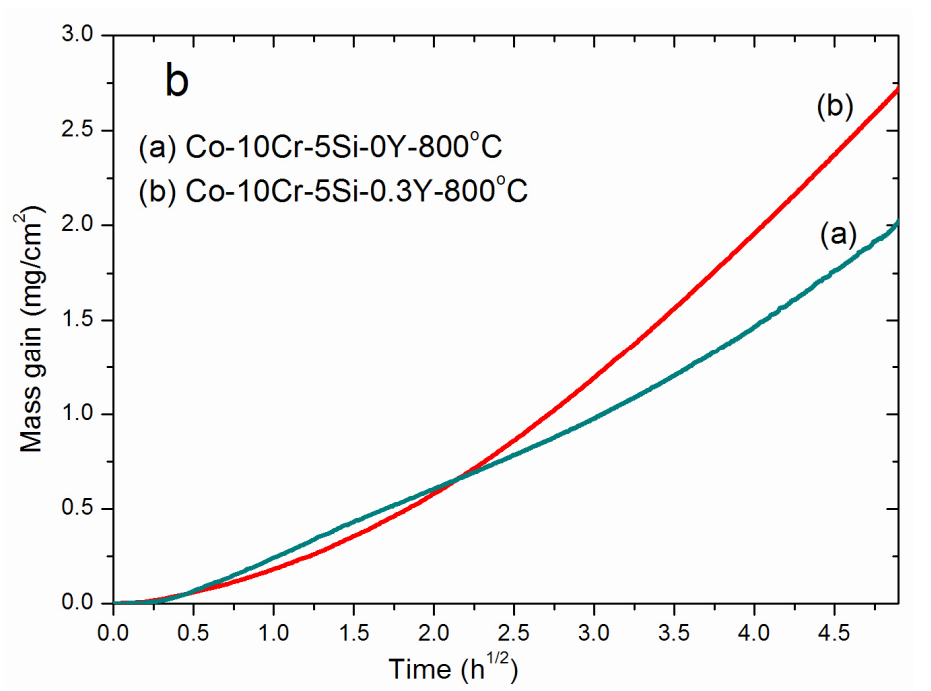 b
(a) Co-10Cr-5Si-0Y-800°C
(b) Co-10Cr-5Si-0.3Y-800°C
(b)
(a)
3.0
2.5
2.0
1.5
1.0
0.5
0.0
Mass gain (mg/cm²)
0.0 0.5 1.0 1.5 2.0 2.5 3.0 3.5 4.0 4.5
Time (h^1/2)